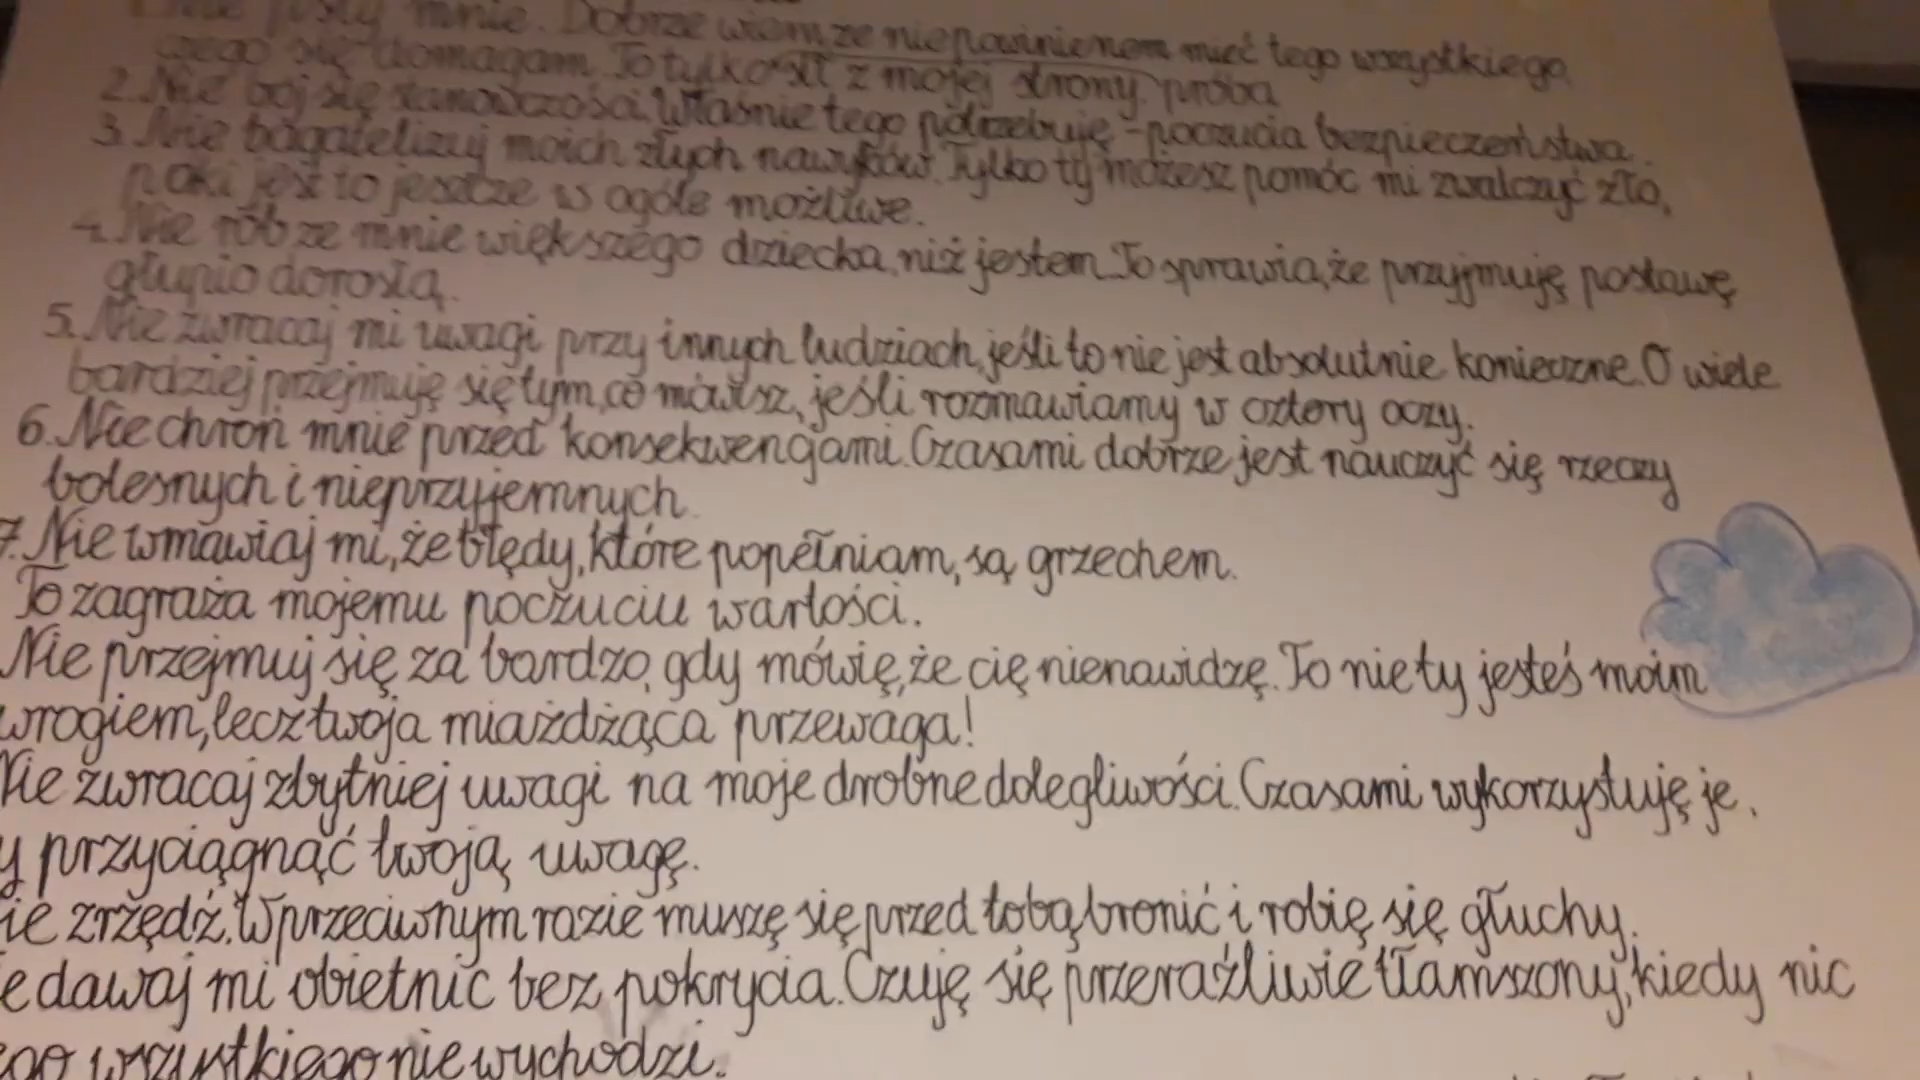 mnie. Dobrze wiem, że nie powinienem mieć tego wszystkiego,
czego się domagam. To tylko z mojej strony próba
2. Nie bój się stanowczości. Właśnie tego potrzebuję - poczucia bezpieczeństwa.
3. Nie bagatelizuj moich złych nawyków. Tylko ty możesz pomóc mi zwalczyć zło,
póki jest to jeszcze w ogóle możliwe.
4. Nie rób ze mnie większego dziecka, niż jestem. To sprawia, że przyjmuję postawę
głupio dorosłą.
5. Nie zwracaj mi uwagi przy innych ludziach, jeśli to nie jest absolutnie konieczne. O wiele
bardziej przejmuję się tym, co mówisz, jeśli rozmawiamy w cztery oczy.
6. Nie chroń mnie przed konsekwencjami. Czasami dobrze jest nauczyć się rzeczy
bolesnych i nieprzyjemnych.
7. Nie wmawiaj mi, że błędy, które popełniam, są grzechem.
To zagraża mojemu poczuciu wartości.
Nie przejmuj się za bardzo, gdy mówię, że cię nienawidzę. To nie ty jesteś moim
wrogiem, lecz twoja miażdżąca przewaga!
Nie zwracaj zbytniej uwagi na moje drobne dolegliwości. Czasami wykorzystuję je,
y przyciągnąć twoją uwagę.
ie zrzędź. W przeciwnym razie muszę się przed tobą bronić i robię się głuchy.
e dawaj mi obietnic bez pokrycia. Czuję się przeraźliwie tłamszony, kiedy nic
ego wszystkiego nie wychodzi.